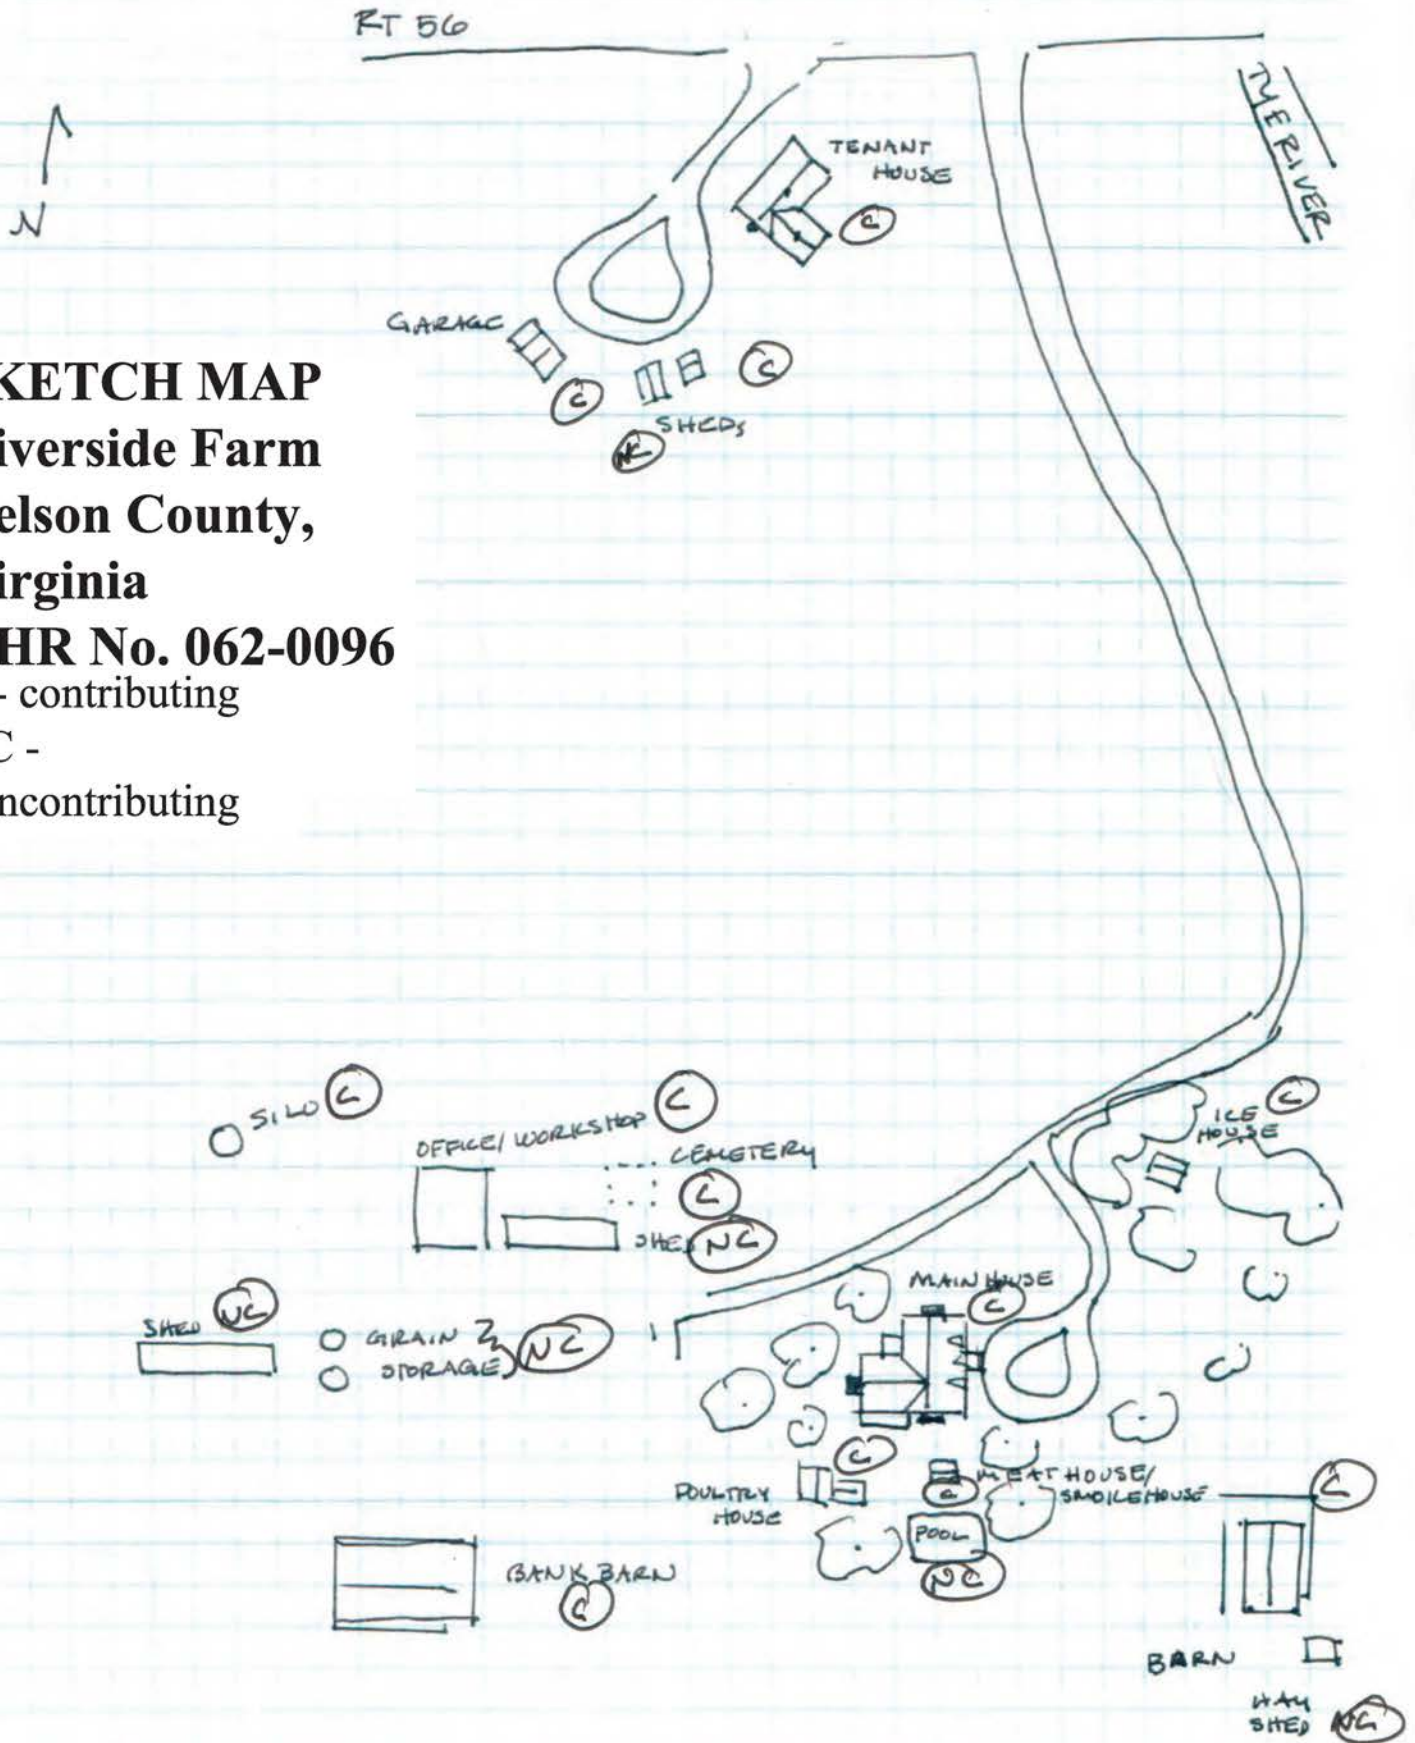 RT 56
TYE RIVER
N
TENANT
HOUSE
C
GARAGE
C
C
SHEDS
NC
KETCH MAP
iverside Farm
elson County,
irginia
HR No. 062-0096
- contributing
C -
ncontributing
SILO C
OFFICE/WORKSHOP C
CEMETERY
C
SHED NC
ICE
HOUSE
C
MAIN HOUSE
C
SHED NC
GRAIN
STORAGE
NC
C
POULTRY
HOUSE
MEAT HOUSE/
SMOKEHOUSE
C
POOL
NC
C
BANK BARN
C
BARN
HAY
SHED NC